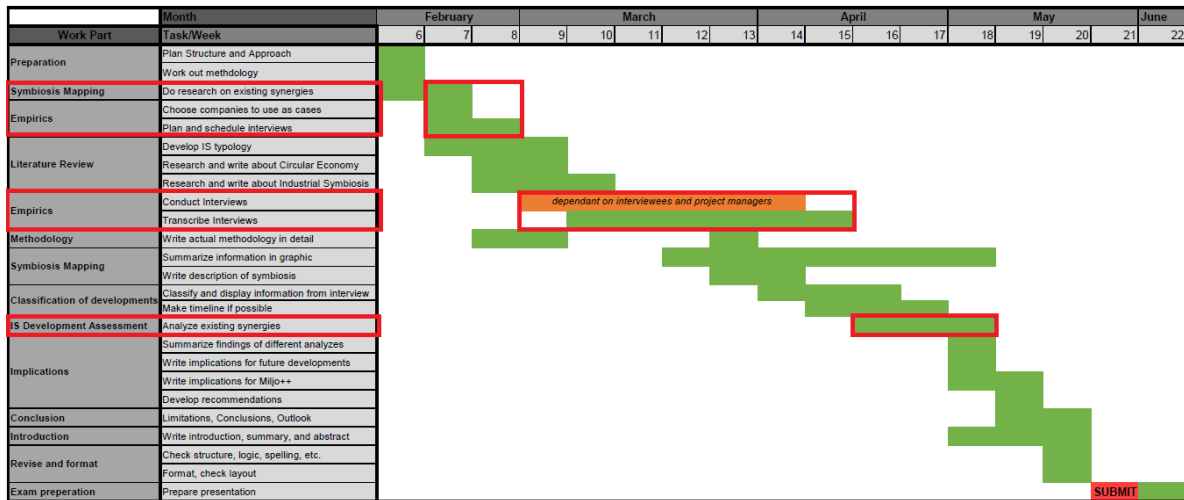 Month February March April May June
Work Part Task/Week 6 7 8 9 10 11 12 13 14 15 16 17 18 19 20 21 22
Preparation Plan Structure and Approach
Work out methdology
Symbiosis Mapping Do research on existing synergies
Empirics Choose companies to use as cases
Plan and schedule interviews
Literature Review Develop IS typology
Research and write about Circular Economy
Research and write about Industrial Symbiosis
Empirics Conduct Interviews dependant on interviewees and project managers
Transcribe Interviews
Methodology Write actual methodology in detail
Symbiosis Mapping Summarize information in graphic
Write description of symbiosis
Classification of developments Classify and display information from interview
Make timeline if possible
IS Development Assessment Analyze existing synergies
Implications Summarize findings of different analyzes
Write implications for future developments
Write implications for Miljo++
Develop recommendations
Conclusion Limitations, Conclusions, Outlook
Introduction Write introduction, summary, and abstract
Revise and format Check structure, logic, spelling, etc.
Format, check layout
Exam preperation Prepare presentation SUBMIT